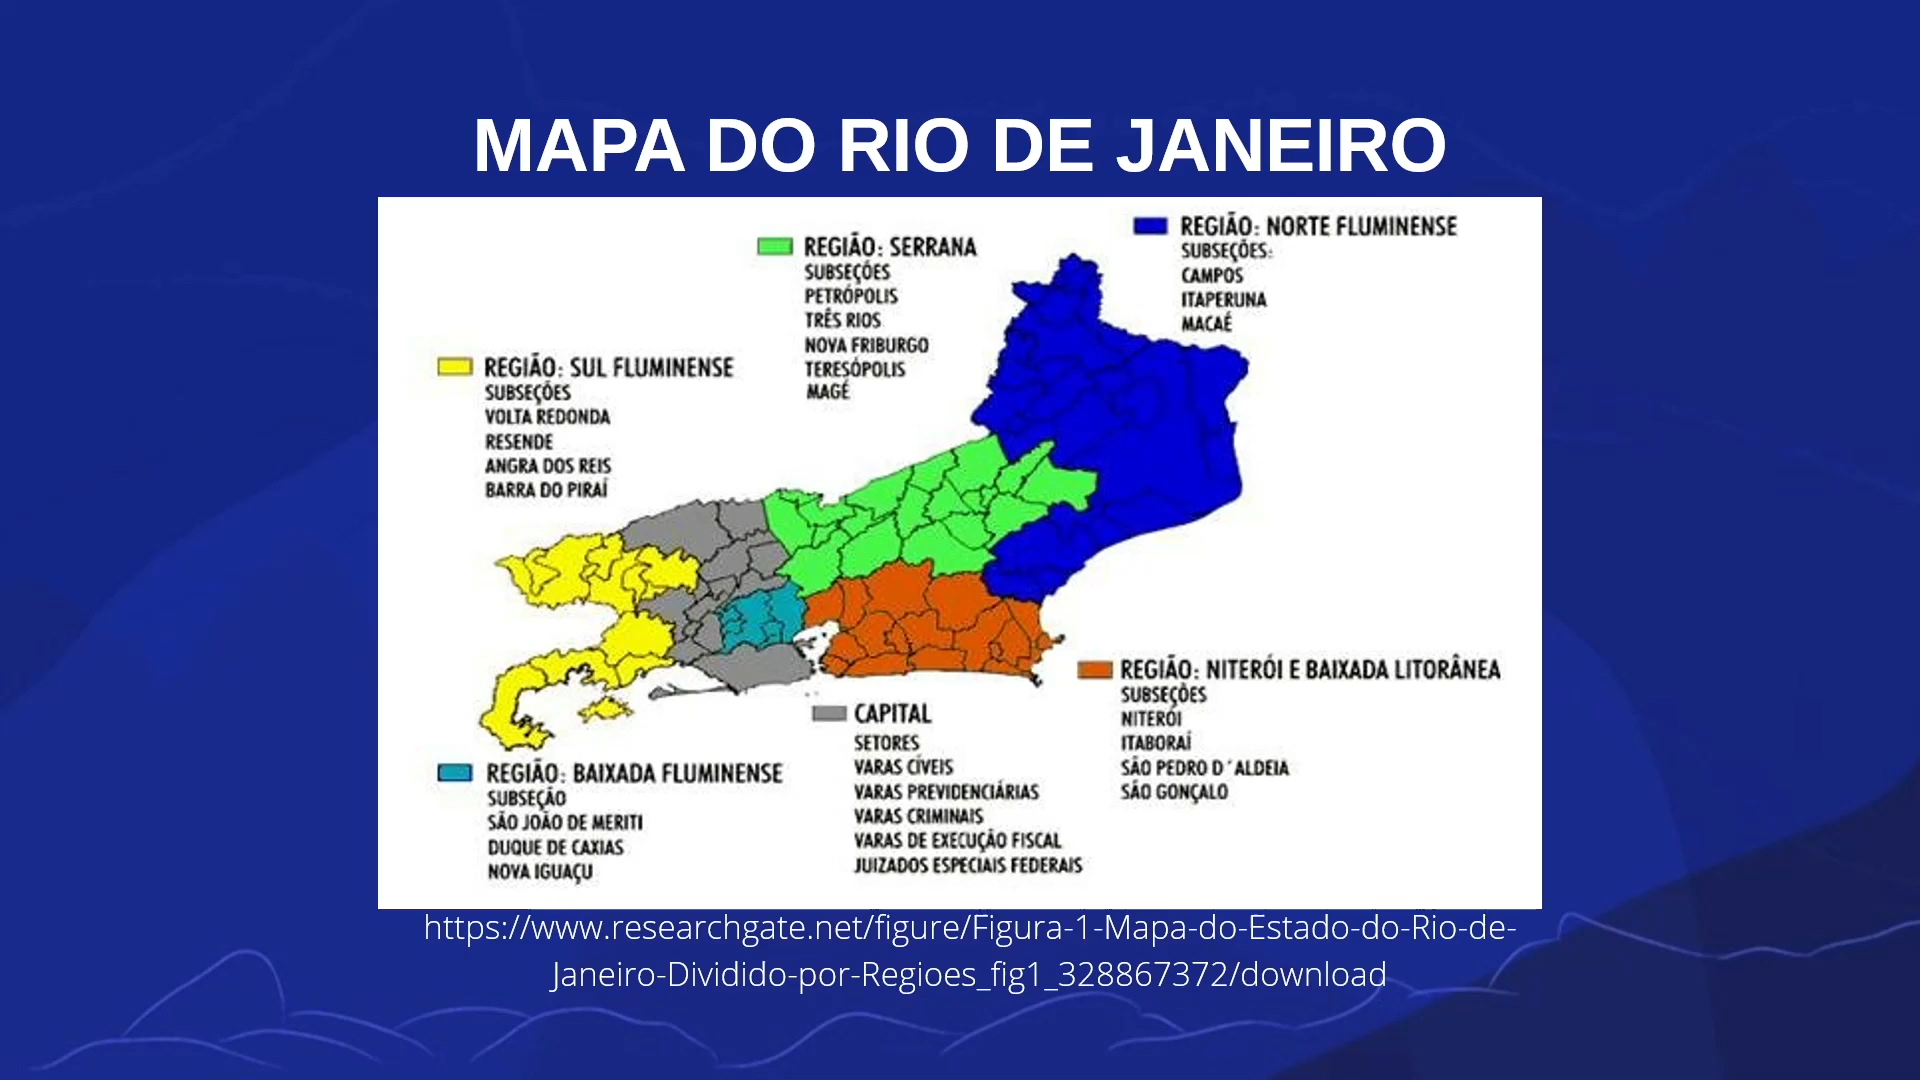 MAPA DO RIO DE JANEIRO
REGIÃO: NORTE FLUMINENSE
SUBSEÇÕES:
CAMPOS
ITAPERUNA
MACAÉ
REGIÃO: SERRANA
SUBSEÇÕES
PETRÓPOLIS
TRÊS RIOS
NOVA FRIBURGO
TERESÓPOLIS
MAGÉ
REGIÃO: SUL FLUMINENSE
SUBSEÇÕES
VOLTA REDONDA
RESENDE
ANGRA DOS REIS
BARRA DO PIRAÍ
REGIÃO: NITERÓI E BAIXADA LITORÂNEA
SUBSEÇÕES
NITERÓI
ITABORAÍ
SÃO PEDRO D´ALDEIA
SÃO GONÇALO
CAPITAL
SETORES
VARAS CÍVEIS
VARAS PREVIDENCIÁRIAS
VARAS CRIMINAIS
VARAS DE EXECUÇÃO FISCAL
JUIZADOS ESPECIAIS FEDERAIS
REGIÃO: BAIXADA FLUMINENSE
SUBSEÇÃO
SÃO JOÃO DE MERITI
DUQUE DE CAXIAS
NOVA IGUAÇU
https://www.researchgate.net/figure/Figura-1-Mapa-do-Estado-do-Rio-de-
Janeiro-Dividido-por-Regioes_fig1_328867372/download